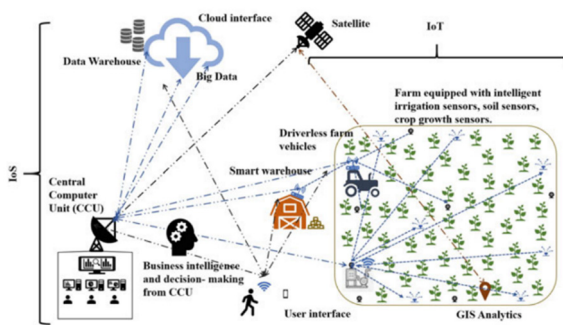 Cloud interface
Satellite
IoT
Data Warehouse
Big Data
Farm equipped with intelligent
irrigation sensors, soil sensors,
crop growth sensors.
Driverless farm
vehicles
Smart warehouse
IoS
Central
Computer
Unit (CCU)
Business intelligence
and decision- making
from CCU
User interface
GIS Analytics